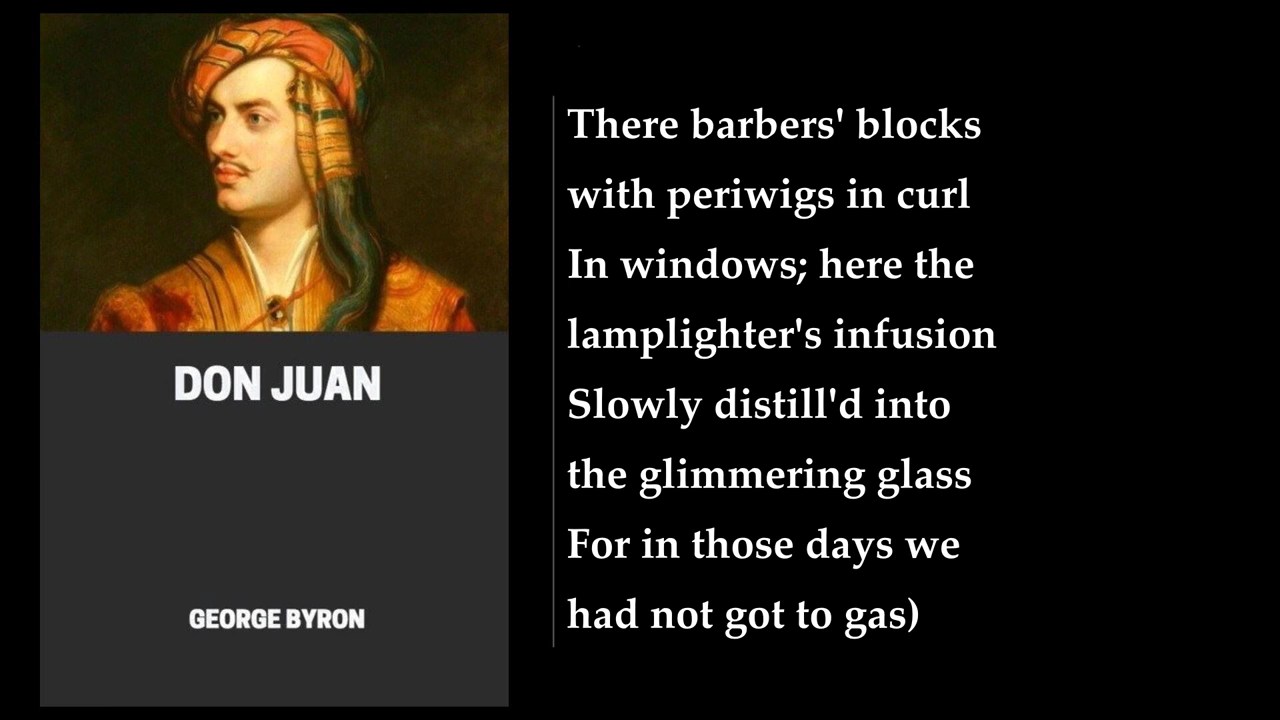 DON JUAN
GEORGE BYRON
There barbers' blocks
with periwigs in curl
In windows; here the
lamplighter's infusion
Slowly distill'd into
the glimmering glass
For in those days we
had not got to gas)